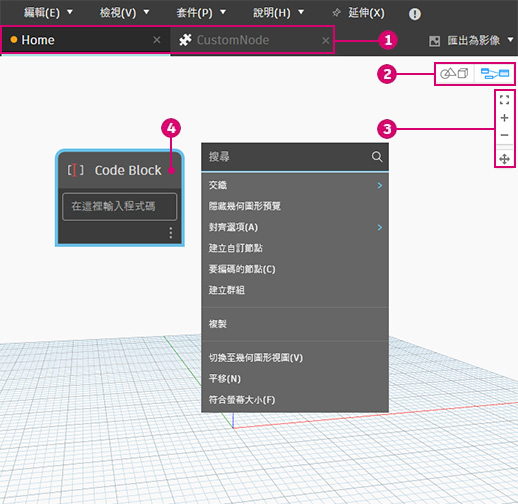 編輯(E) ▼ 檢視(V) ▼ 套件(P) ▼ 說明(H) ▼ 延伸(X)
Home × CustomNode × 1 匯出為影像 ▼
2
3
4
[ ] Code Block
在這裡輸入程式碼
搜尋
交織
隱藏幾何圖形預覽
對齊選項(A)
建立自訂節點
要編碼的節點(C)
建立群組
複製
切換至幾何圖形視圖(V)
平移(N)
符合螢幕大小(F)